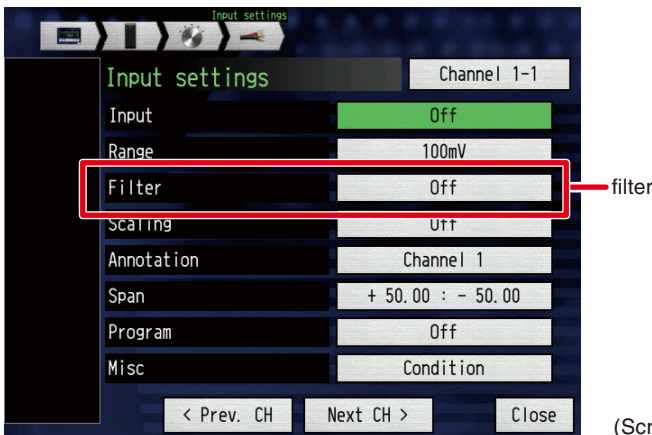 Input settings
Input settings
Channel 1-1
Input Off
Range 100mV
Filter Off
filter
Scaling Off
Annotation Channel 1
Span + 50.00 : - 50.00
Program Off
Misc Condition
< Prev. CH Next CH > Close
(Scr